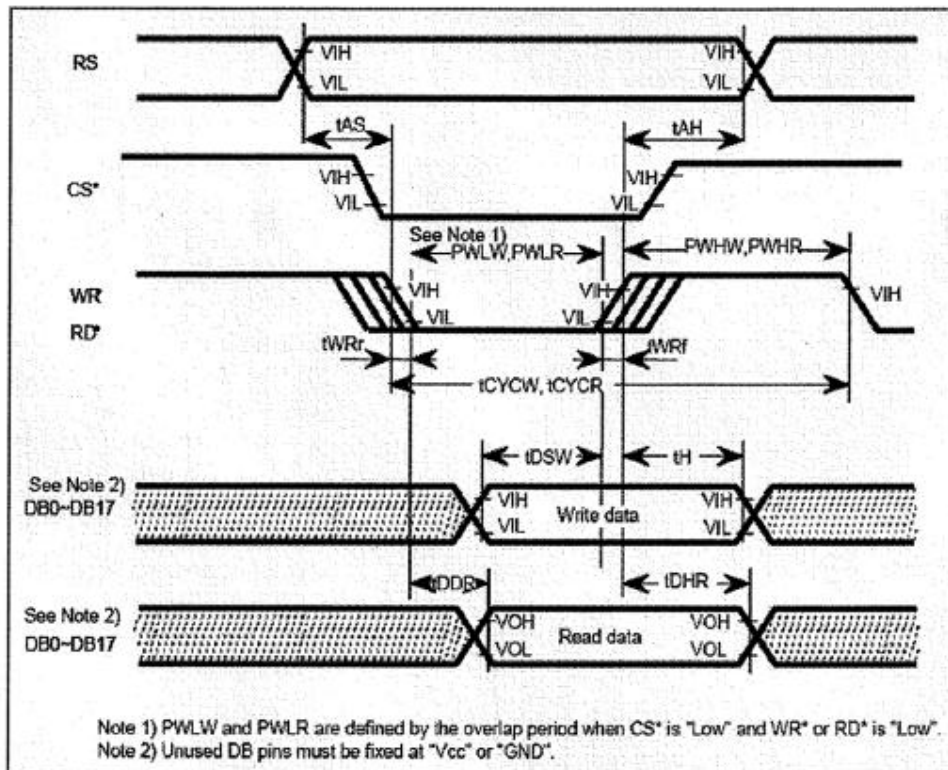 RS
VIH
VIH
VIL
VIL
tAS
tAH
CS*
VIH
VIH
VIL
VIL
See Note 1)
PWLW,PWLR
PWHW,PWHR
WR
VIH
VIH
VIH
RD*
VIL
VIL
tWRr
tWRf
tCYCW, tCYCR
tDSW
tH
See Note 2)
DB0~DB17
VIH
Write data
VIH
VIL
VIL
tDDR
tDHR
See Note 2)
DB0~DB17
VOH
Read data
VOH
VOL
VOL
Note 1) PWLW and PWLR are defined by the overlap period when CS* is "Low" and WR* or RD* is "Low".
Note 2) Unused DB pins must be fixed at "Vcc" or "GND".